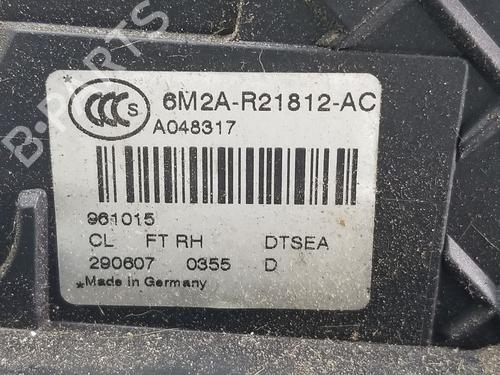 CCC S
6M2A-R21812-AC
A048317
961015
CL FT RH DTSEA
290607 0355 D
*Made in Germany
B-PARTS